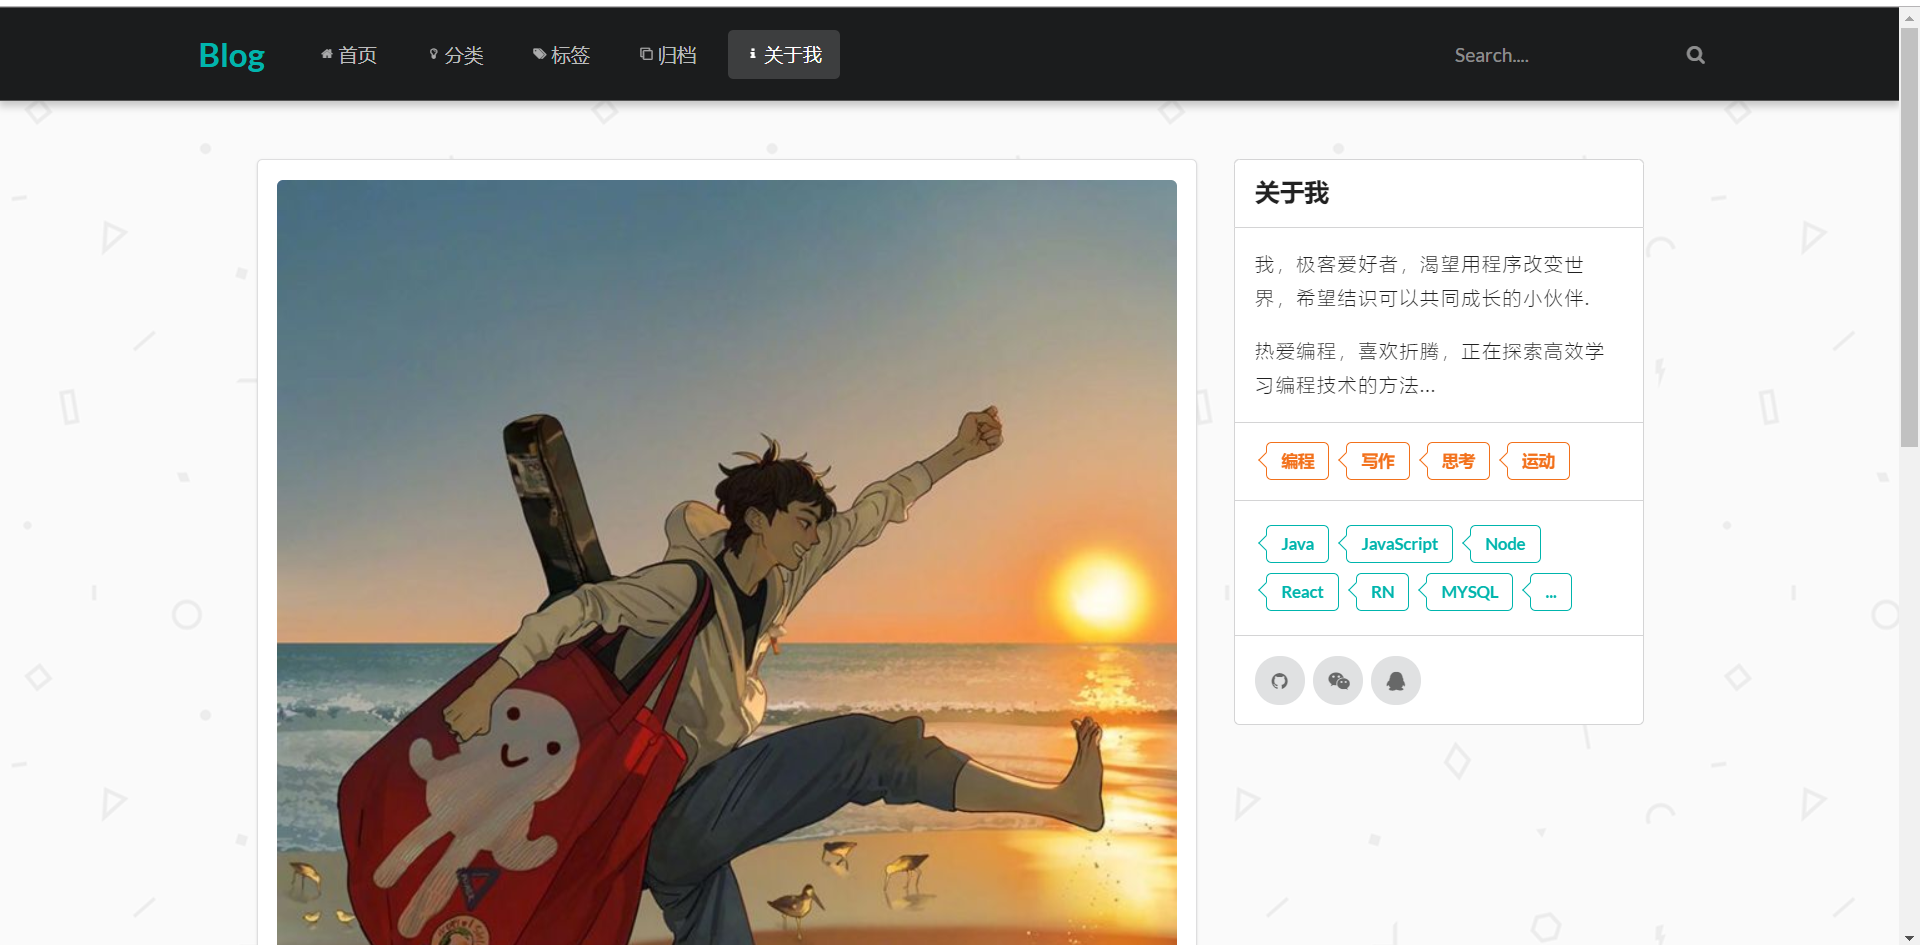 Blog 首页 分类 标签 归档 关于我 Search....
关于我
我，极客爱好者，渴望用程序改变世
界，希望结识可以共同成长的小伙伴.
热爱编程，喜欢折腾，正在探索高效学
习编程技术的方法...
编程 写作 思考 运动
Java JavaScript Node
React RN MYSQL ...